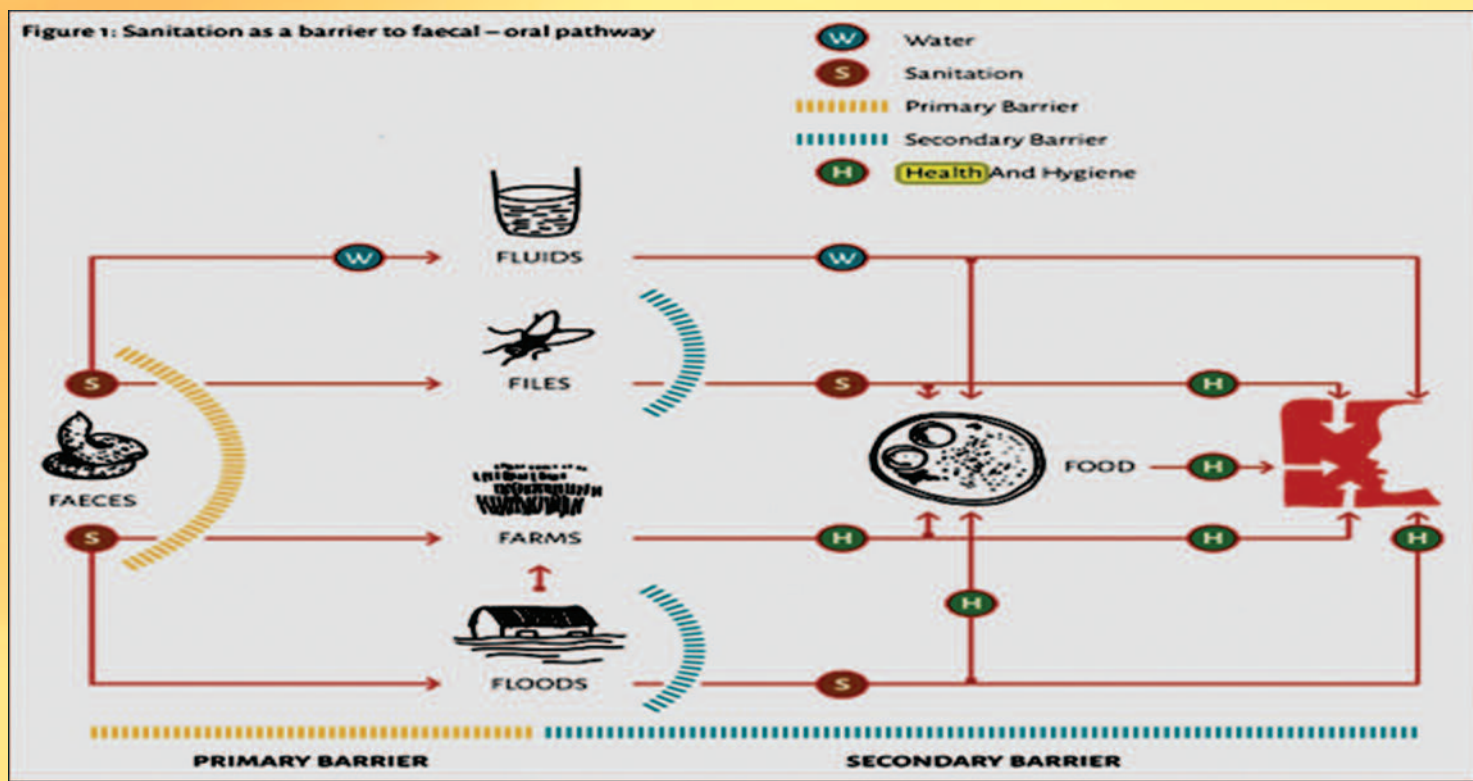 Figure 1: Sanitation as a barrier to faecal – oral pathway
W Water
S Sanitation
Primary Barrier
Secondary Barrier
H Health And Hygiene
W FLUIDS W
S FILES S H
FAECES
FOOD H
S FARMS H H H
H
FLOODS S
PRIMARY BARRIER SECONDARY BARRIER